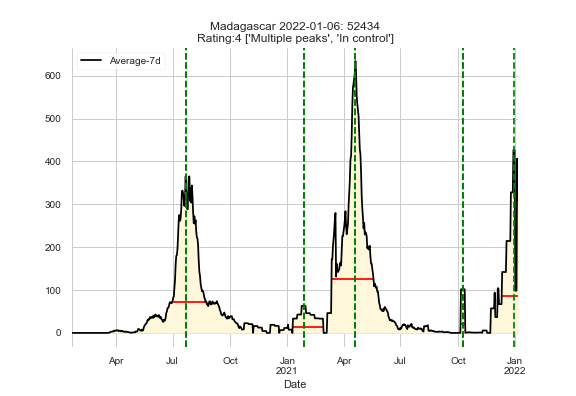 Madagascar 2022-01-06: 52434
Rating:4 ['Multiple peaks', 'In control']
Average-7d
600
500
400
300
200
100
0
Apr Jul Oct Jan Apr Jul Oct Jan
2021 2022
Date